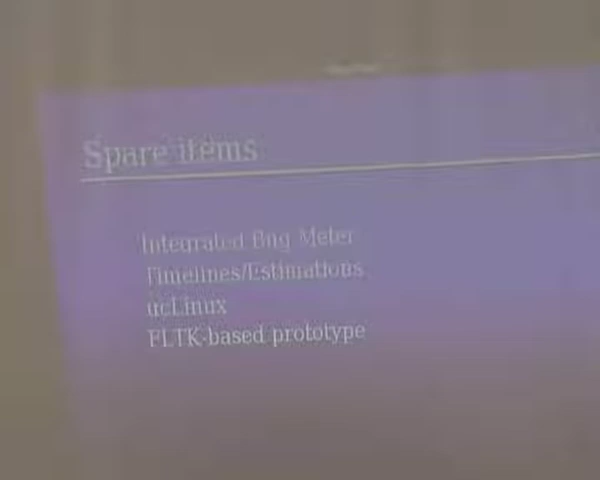 Spare items
Integrated Bug Meter
Timelines/Estimations
ucLinux
FLTK-based prototype